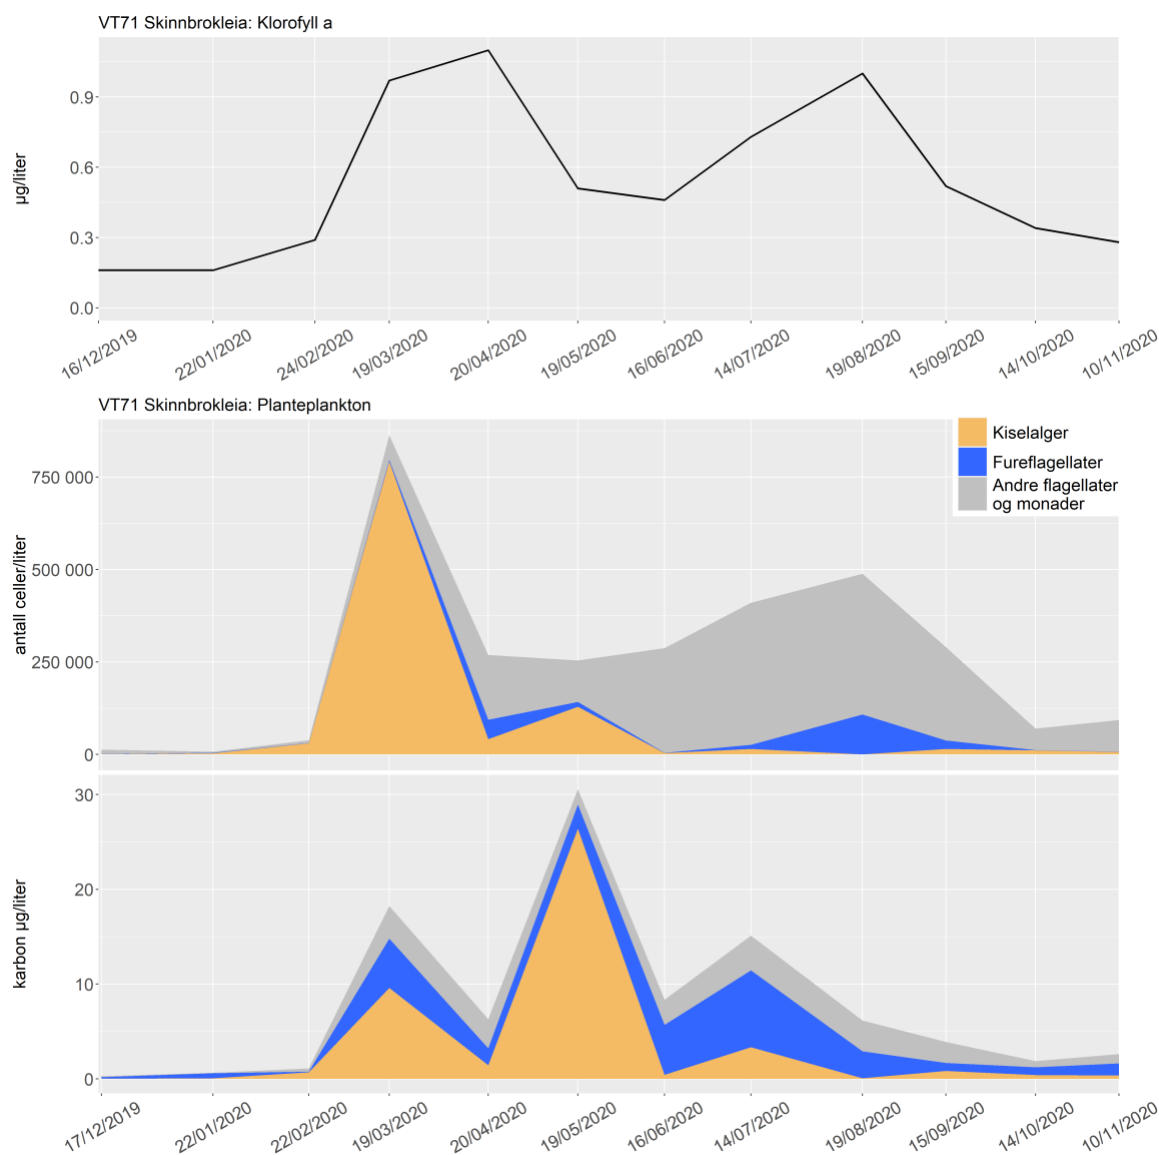 VT71 Skinnbrokleia: Klorofyll a
µg/liter
0.9
0.6
0.3
0.0
16/12/2019 22/01/2020 24/02/2020 19/03/2020 20/04/2020 19/05/2020 16/06/2020 14/07/2020 19/08/2020 15/09/2020 14/10/2020 10/11/2020
VT71 Skinnbrokleia: Planteplankton
Kiselalger
Fureflagellater
Andre flagellater
og monader
antall celler/liter
750 000
500 000
250 000
0
karbon µg/liter
30
20
10
0
17/12/2019 22/01/2020 22/02/2020 19/03/2020 20/04/2020 19/05/2020 16/06/2020 14/07/2020 19/08/2020 15/09/2020 14/10/2020 10/11/2020